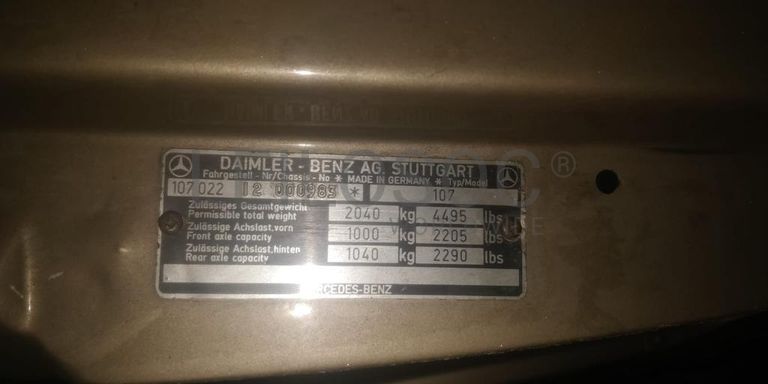 DAIMLER - BENZ AG. STUTTGART
Fahrgestell - Nr/Chassis - No * MADE IN GERMANY * Typ/Model
107 022 12 000983 * 107
Zulässiges Gesamtgewicht
Permissible total weight 2040 kg 4495 lbs
Zulässige Achslast,vorn
Front axle capacity 1000 kg 2205 lbs
Zulässige Achslast,hinten
Rear axle capacity 1040 kg 2290 lbs
MERCEDES-BENZ